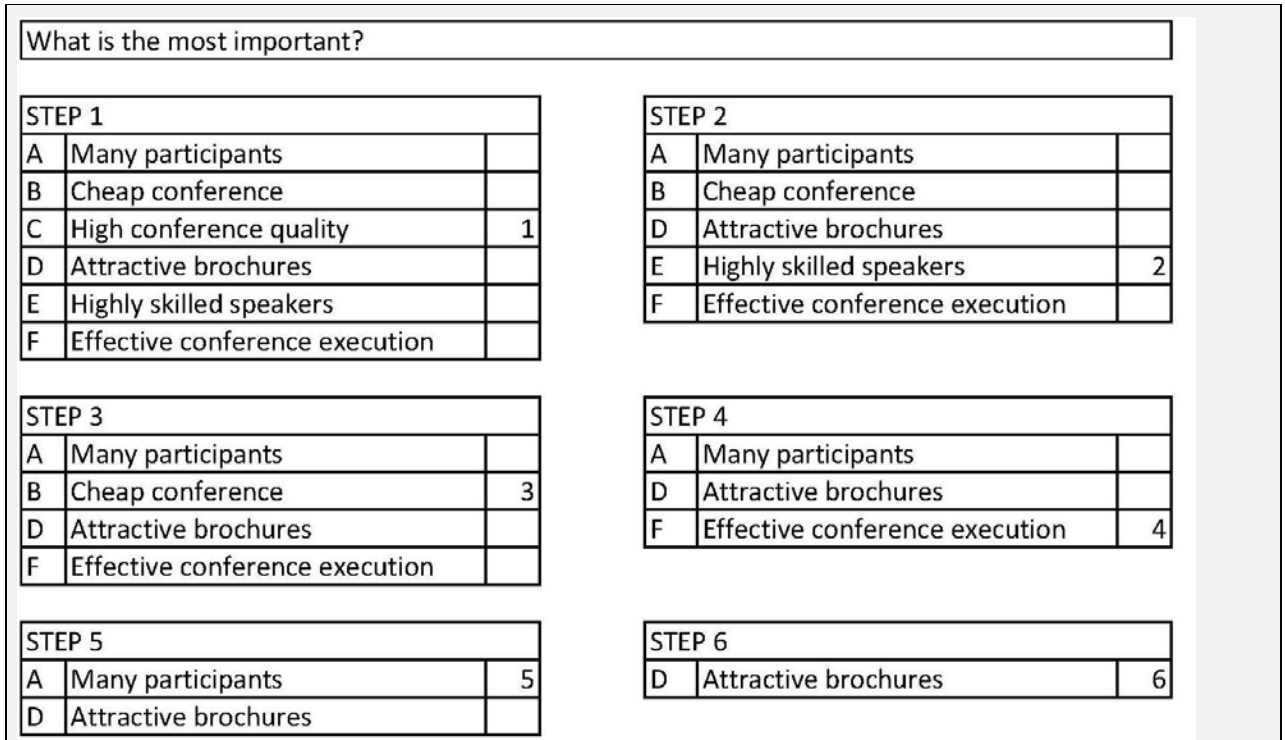 What is the most important?
STEP 1
A Many participants
B Cheap conference
C High conference quality 1
D Attractive brochures
E Highly skilled speakers
F Effective conference execution
STEP 2
A Many participants
B Cheap conference
D Attractive brochures
E Highly skilled speakers 2
F Effective conference execution
STEP 3
A Many participants
B Cheap conference 3
D Attractive brochures
F Effective conference execution
STEP 4
A Many participants
D Attractive brochures
F Effective conference execution 4
STEP 5
A Many participants 5
D Attractive brochures
STEP 6
D Attractive brochures 6